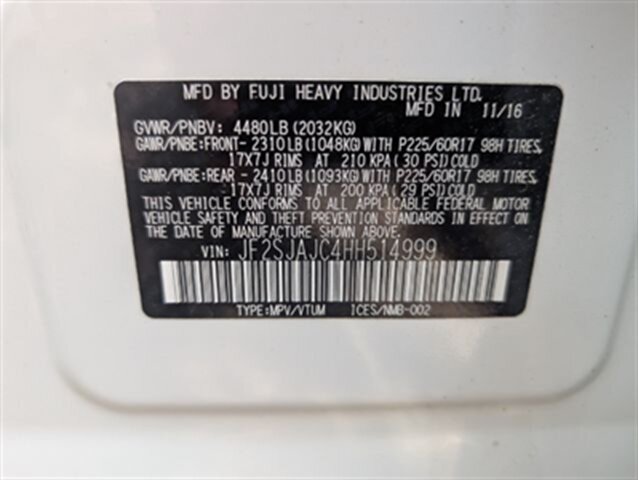 MFD BY FUJI HEAVY INDUSTRIES LTD.
MFD IN 11/16
GVWR/PNBV: 4480LB(2032KG)
GAWR/PNBE:FRONT- 2310LB(1048KG)WITH P225/60R17 98H TIRES,
17X7J RIMS AT 210 KPA(30 PSI)COLD
GAWR/PNBE:REAR - 2410LB(1093KG)WITH P225/60R17 98H TIRES,
17X7J RIMS AT 200 KPA(29 PSI)COLD
THIS VEHICLE CONFORMS TO ALL APPLICABLE FEDERAL MOTOR
VEHICLE SAFETY AND THEFT PREVENTION STANDARDS IN EFFECT ON
THE DATE OF MANUFACTURE SHOWN ABOVE.
VIN: JF2SJAJC4HH514999
TYPE:MPV/VTUM ICES/NMB-002